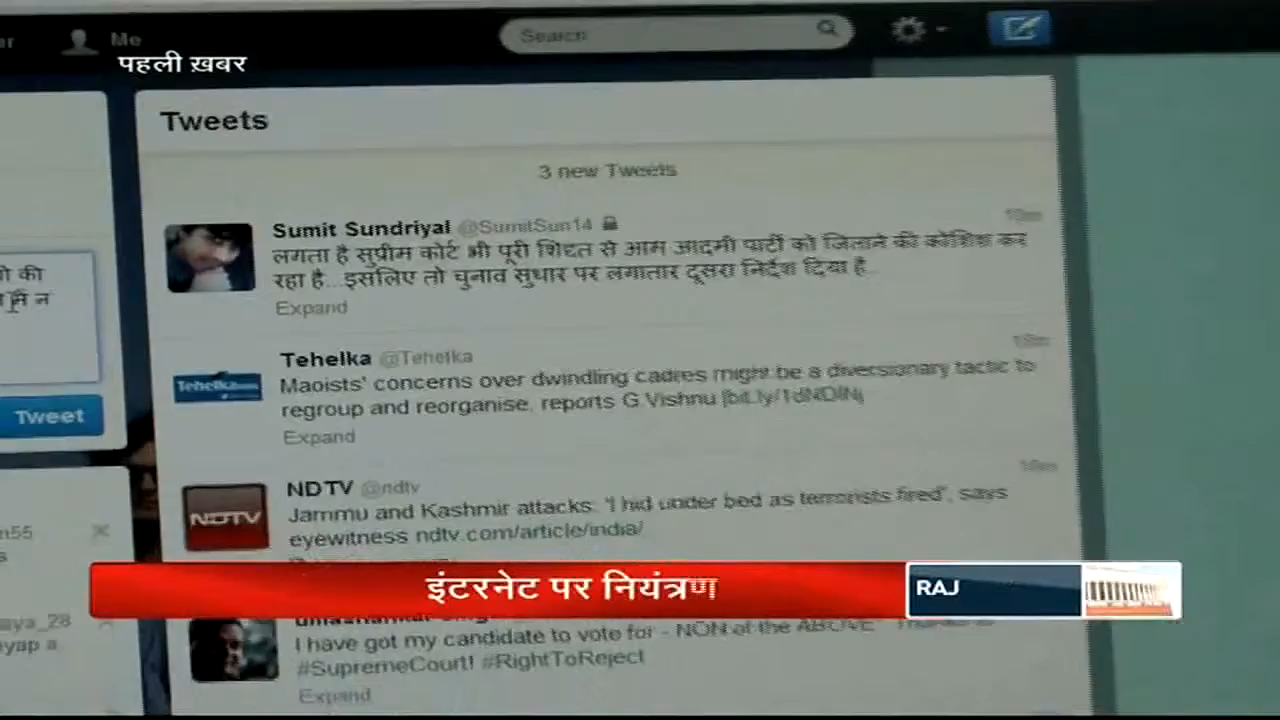 er
Me
Search
पहली ख़बर
Tweets
3 new Tweets
Sumit Sundriyal @SumitSun14
लगता है सुप्रीम कोर्ट भी पूरी शिद्दत से आम आदमी पार्टी को जिताने की कोशिश कर
रहा है...इसलिए तो चुनाव सुधार पर लगातार दूसरा निर्देश दिया है..
Expand
Tehelka @Tehelka
Maoists' concerns over dwindling cadres might be a diversionary tactic to
regroup and reorganise, reports G Vishnu
Expand
NDTV @ndtv
Jammu and Kashmir attacks: 'I hid under bed as terrorists fired', says
eyewitness ndtv.com/article/india/
I have got my candidate to vote for - NON of the ABOVE
#SupremeCourt! #RightToReject
Expand
की
न
Tweet
Tehelka
NDTV
इंटरनेट पर नियंत्रण
RAJ